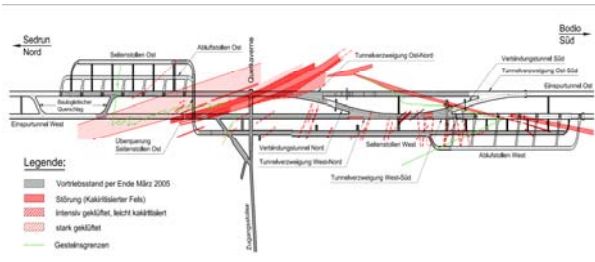 Sedrun
Nord
Bodio
Süd
Seitenstollen Ost
Abluftstollen Ost
Querkaverne
Tunnelverzweigung Ost-Nord
Verbindungstunnel Süd
Tunnelverzweigung Ost-Süd
Einspurtunnel Ost
Bautogistischer
Querschlag
Einspurtunnel West
Überquerung
Seitenstollen Ost
Verbindungstunnel Nord
Tunnelverzweigung West-Nord
Seitenstollen West
Tunnelverzweigung West-Süd
Abluftstollen West
Zugangsstollen
Legende:
Vortriebsstand per Ende März 2005
Störung (Kakiritisierter Fels)
intensiv geklüftet, leicht kakiritisiert
stark geklüftet
Gesteinsgrenzen